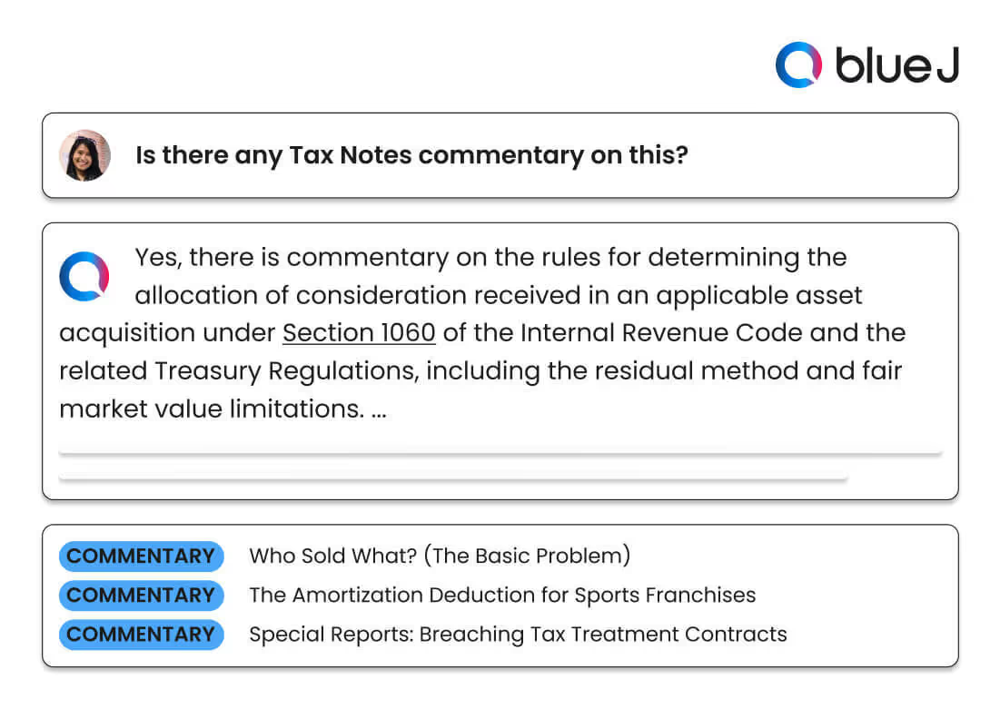 blue J
Is there any Tax Notes commentary on this?
Yes, there is commentary on the rules for determining the
allocation of consideration received in an applicable asset
acquisition under Section 1060 of the Internal Revenue Code and the
related Treasury Regulations, including the residual method and fair
market value limitations. ...
COMMENTARY Who Sold What? (The Basic Problem)
COMMENTARY The Amortization Deduction for Sports Franchises
COMMENTARY Special Reports: Breaching Tax Treatment Contracts